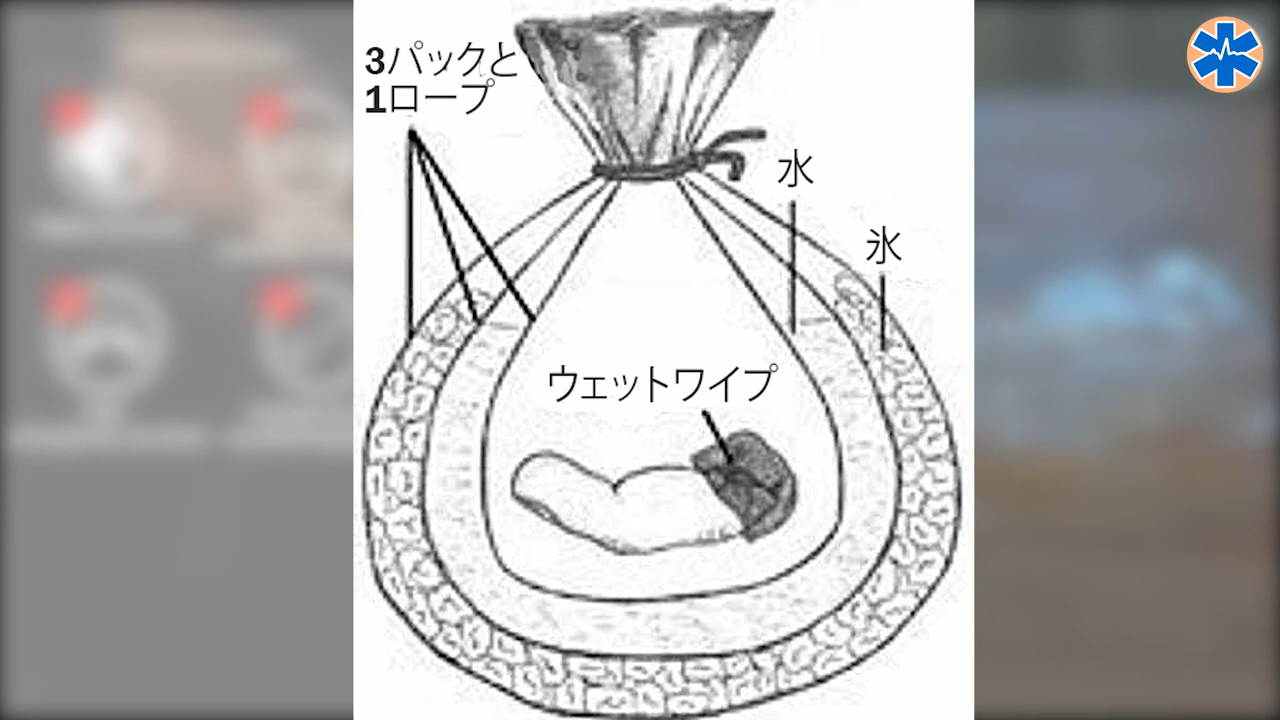 3パックと
1ロープ
水
氷
ウェットワイプ